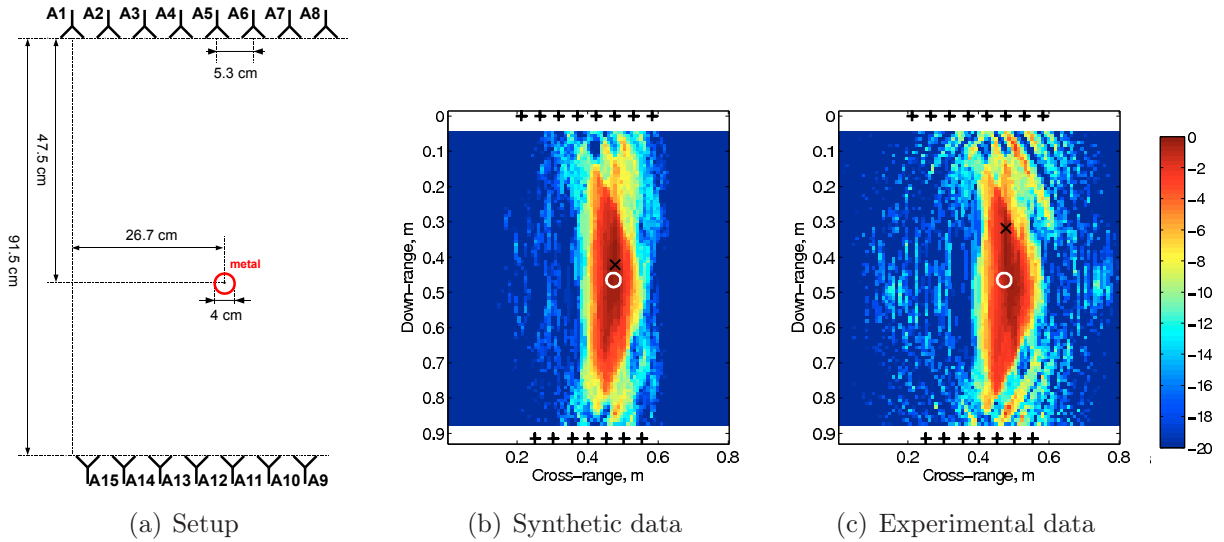 A1 A2 A3 A4 A5 A6 A7 A8
5.3 cm
47.5 cm
91.5 cm
26.7 cm
metal
4 cm
A15 A14 A13 A12 A11 A10 A9
(a) Setup
0
0.1
0.2
0.3
0.4
0.5
0.6
0.7
0.8
0.9
Down-range, m
0.2 0.4 0.6 0.8
Cross-range, m
(b) Synthetic data
0
0.1
0.2
0.3
0.4
0.5
0.6
0.7
0.8
0.9
Down-range, m
0.2 0.4 0.6 0.8
Cross-range, m
(c) Experimental data
0
-2
-4
-6
-8
-10
-12
-14
-16
-18
-20